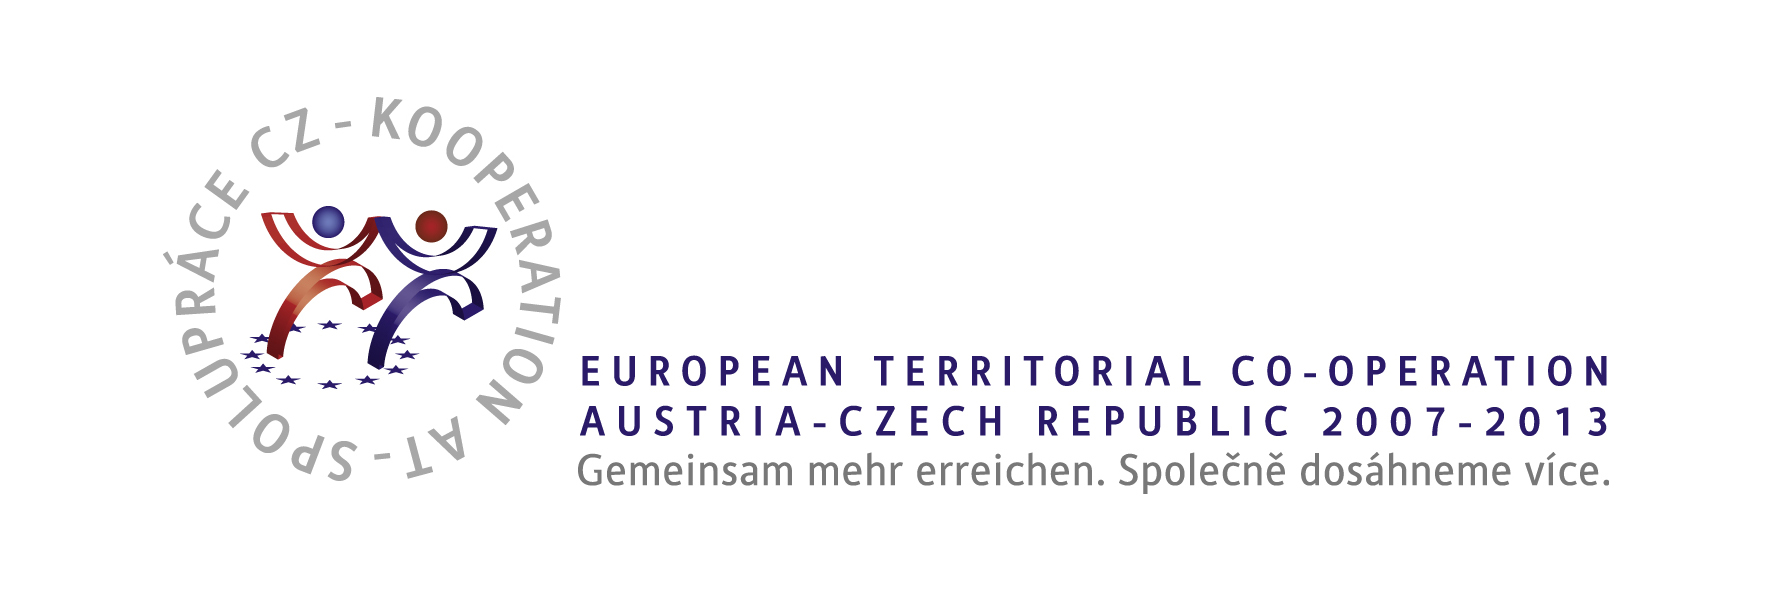 SPOLUPRÁCE CZ - KOOPERATION AT -
EUROPEAN TERRITORIAL CO-OPERATION
AUSTRIA-CZECH REPUBLIC 2007-2013
Gemeinsam mehr erreichen. Společně dosáhneme více.